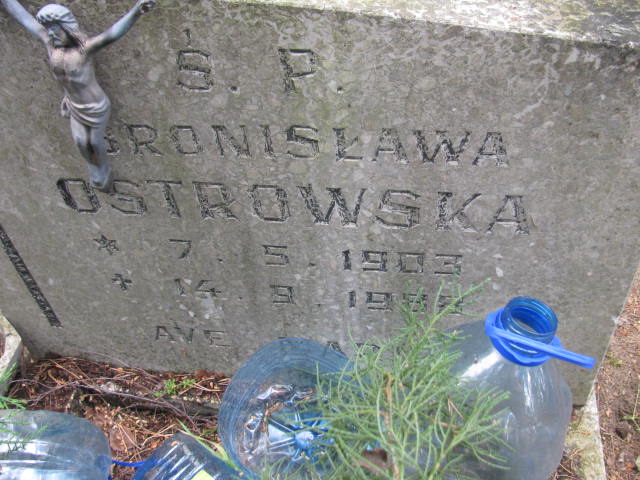 Ś. P.
BRONISŁAWA
OSTROWSKA
* 7. 5. 1903
+ 14. 9.
AVE